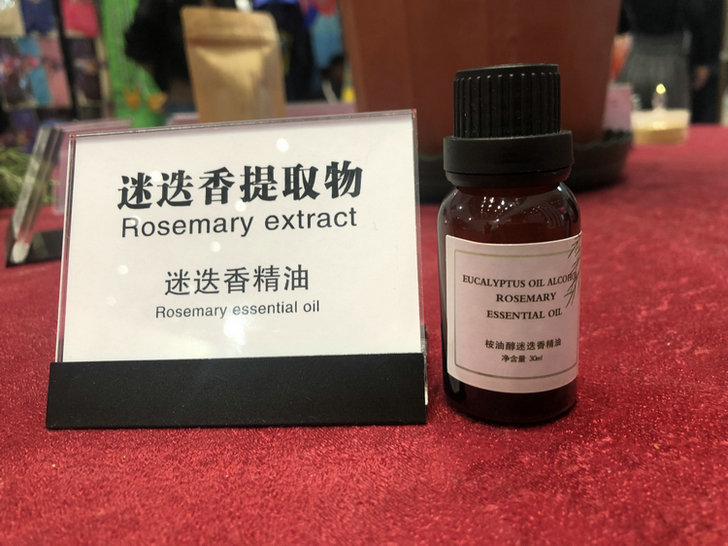 迷迭香提取物
Rosemary extract
迷迭香精油
Rosemary essential oil
EUCALYPTUS OIL ALCOHOL
ROSEMARY
ESSENTIAL OIL
桉油醇迷迭香精油
净含量 30ml